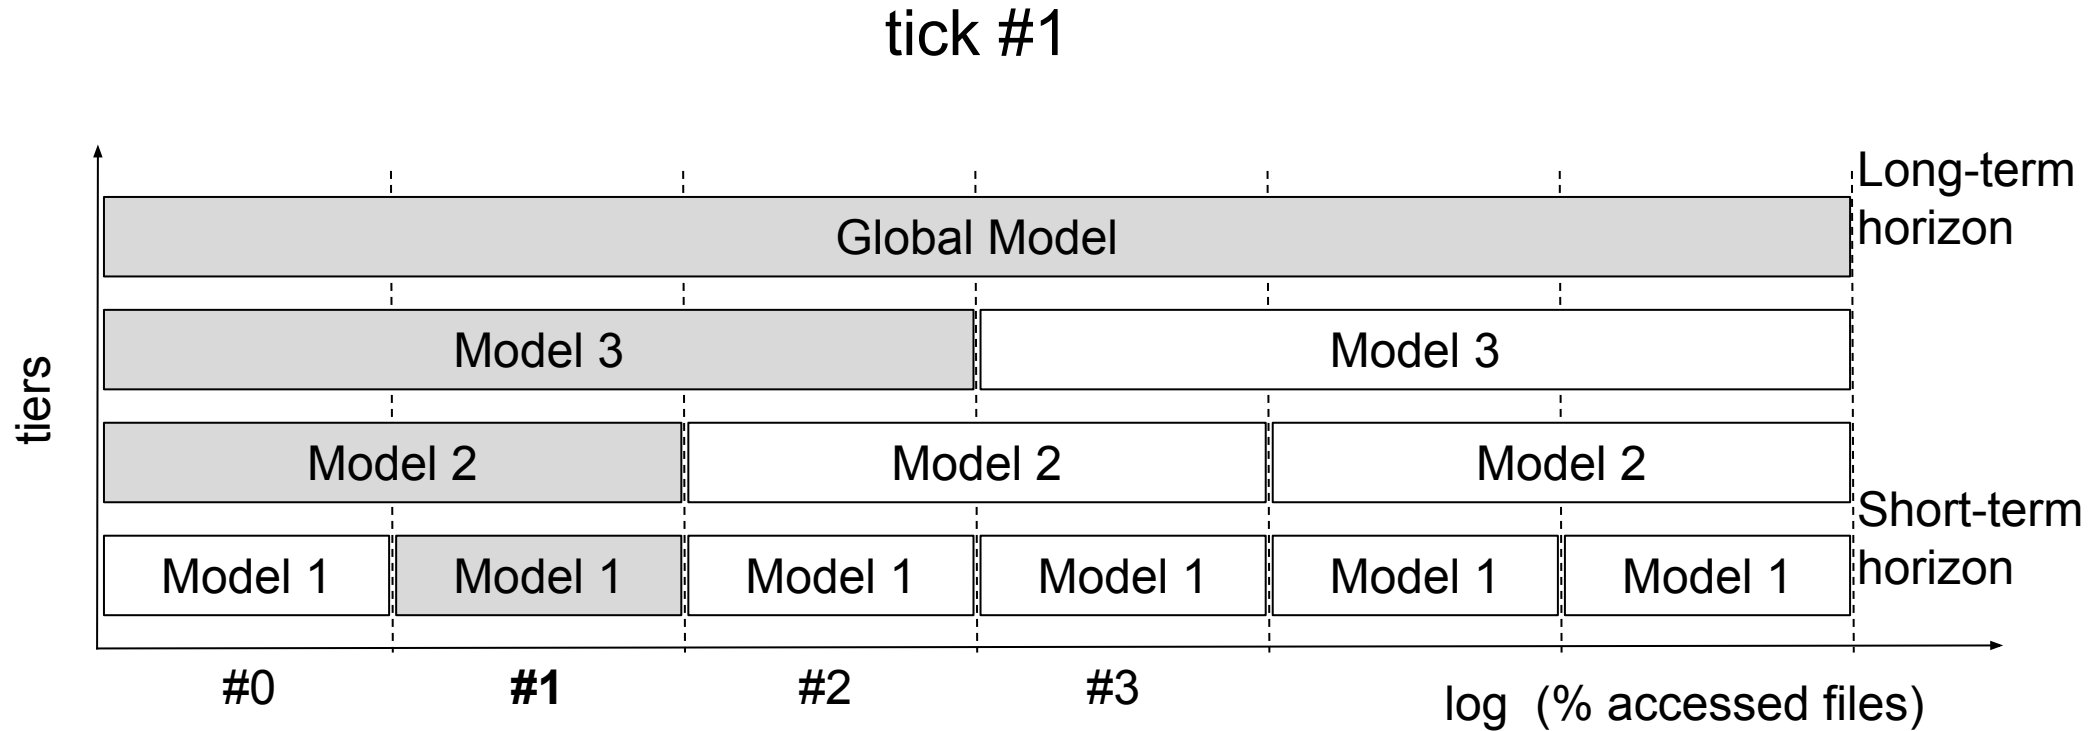 tick #1
Long-term
horizon
Global Model
Model 3 Model 3
tiers
Model 2 Model 2 Model 2
Short-term
horizon
Model 1 Model 1 Model 1 Model 1 Model 1 Model 1
#0 #1 #2 #3
log (% accessed files)